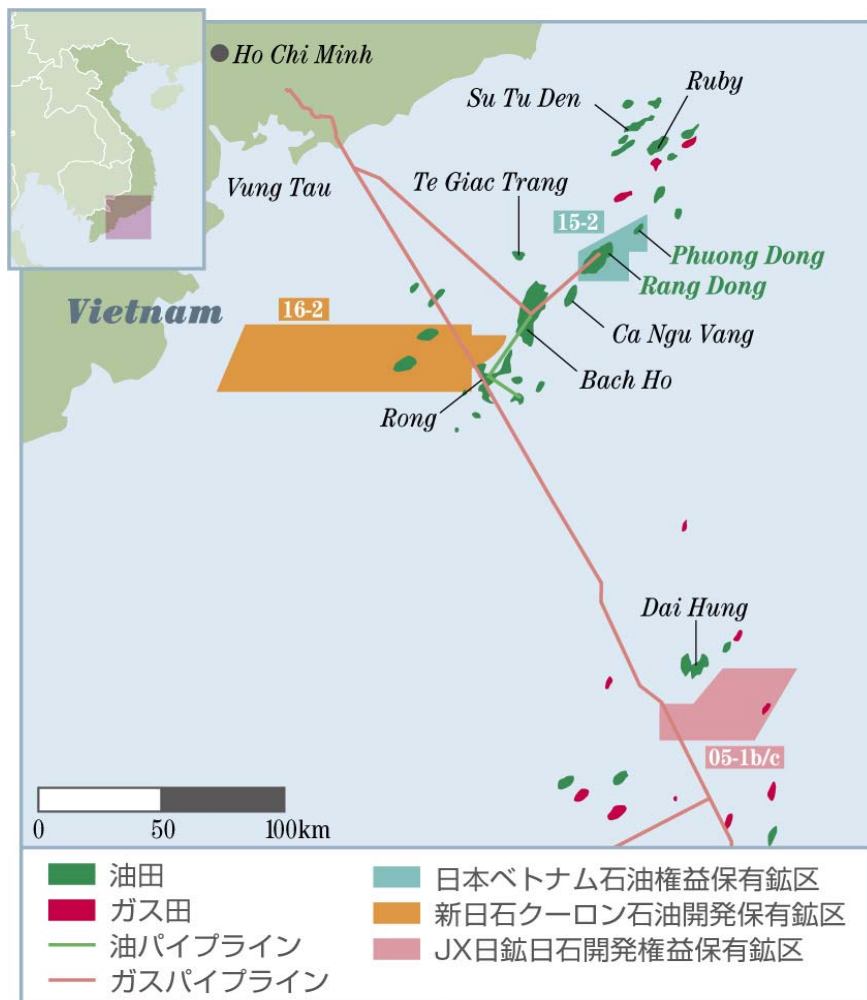 Ho Chi Minh
Su Tu Den
Ruby
Vung Tau
Te Giac Trang
15-2
Phuong Dong
Rang Dong
Vietnam
16-2
Ca Ngu Vang
Bach Ho
Rong
Dai Hung
05-1b/c
0 50 100km
油田
ガス田
油パイプライン
ガスパイプライン
日本ベトナム石油権益保有鉱区
新日石クーロン石油開発保有鉱区
JX日鉱日石開発権益保有鉱区